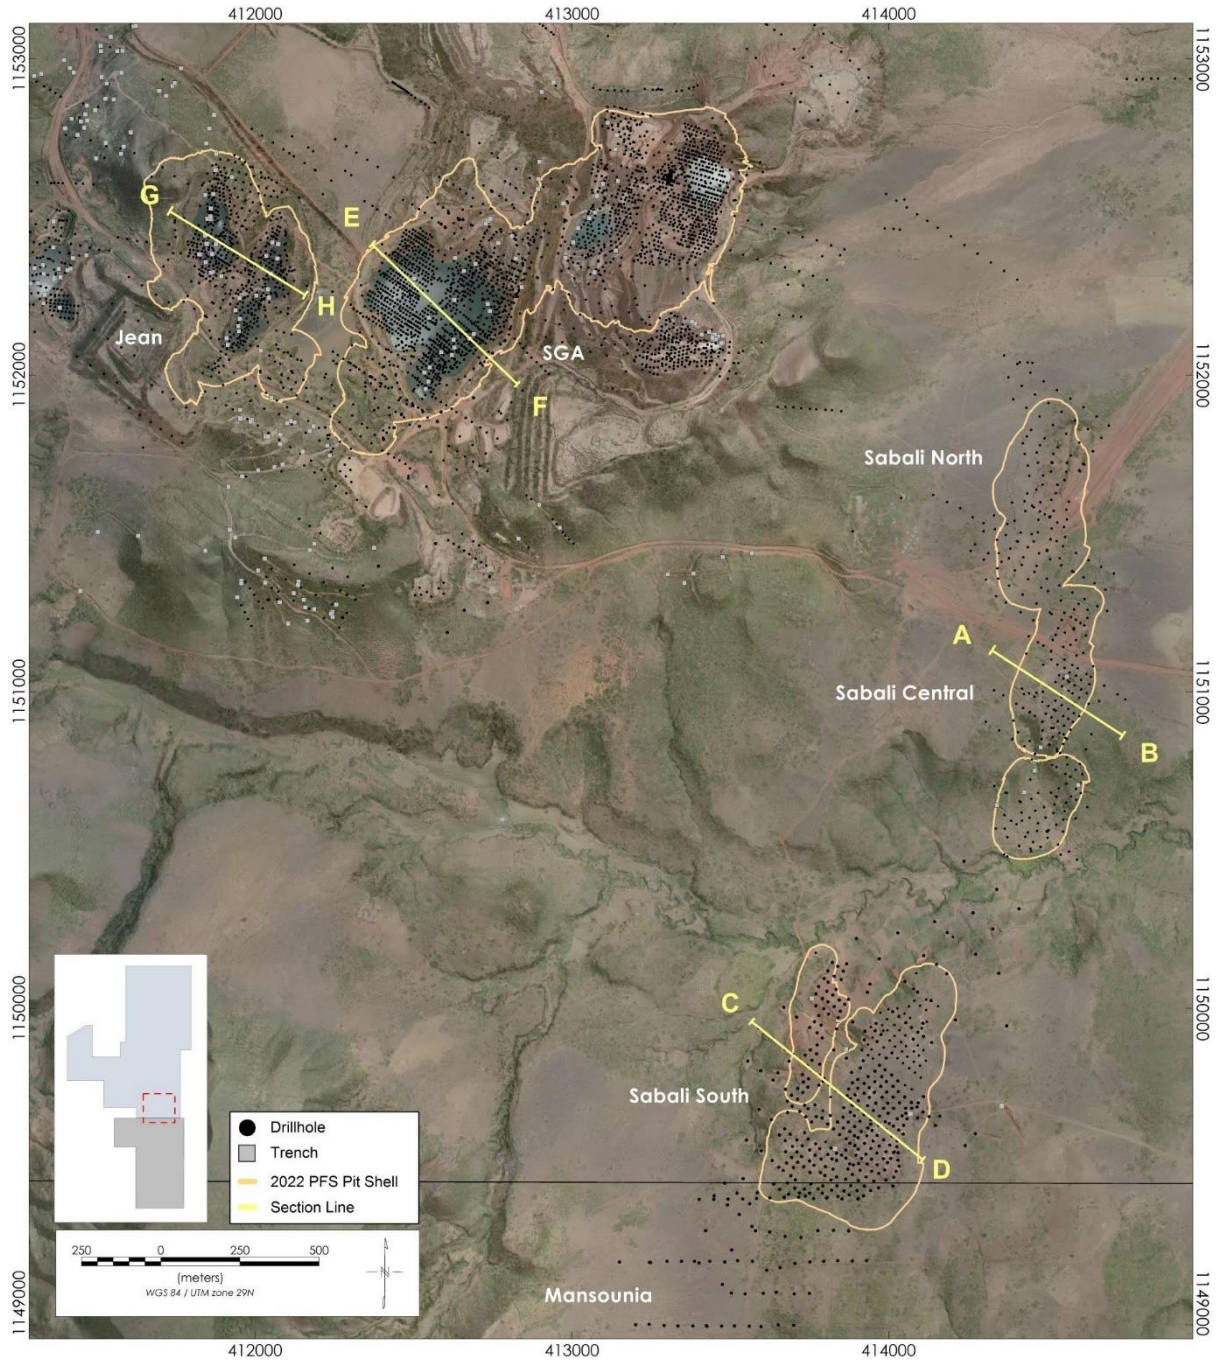 412000
413000
414000
1153000
1153000
G
E
H
Jean
SGA
F
1152000
1152000
Sabali North
A
Sabali Central
B
1151000
1151000
C
1150000
1150000
Sabali South
D
Drillhole
Trench
2022 PFS Pit Shell
Section Line
250 0 250 500
(meters)
WGS 84 / UTM zone 29N
N
Mansounia
1149000
1149000
412000
413000
414000